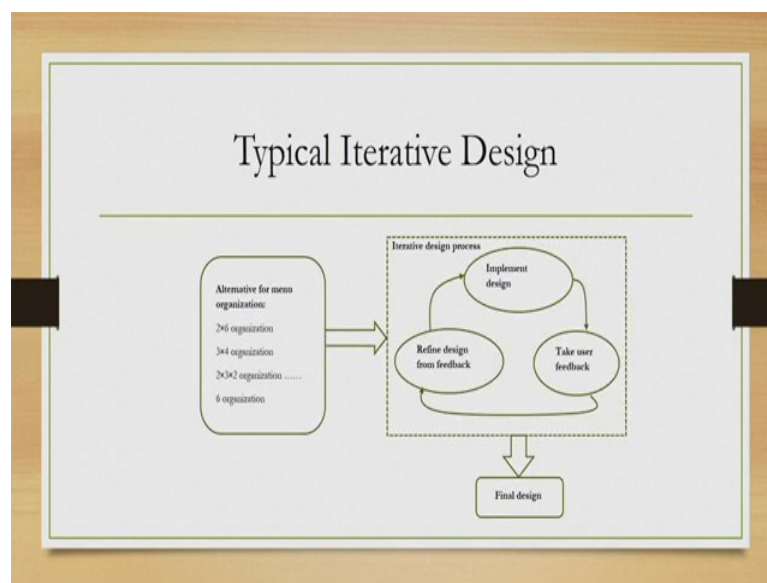 Typical Iterative Design
Alternative for menu
organization:
2×6 organization
3×4 organization
2×3×2 organization ……
6 organization
Iterative design process
Implement
design
Refine design
from feedback
Take user
feedback
Final design